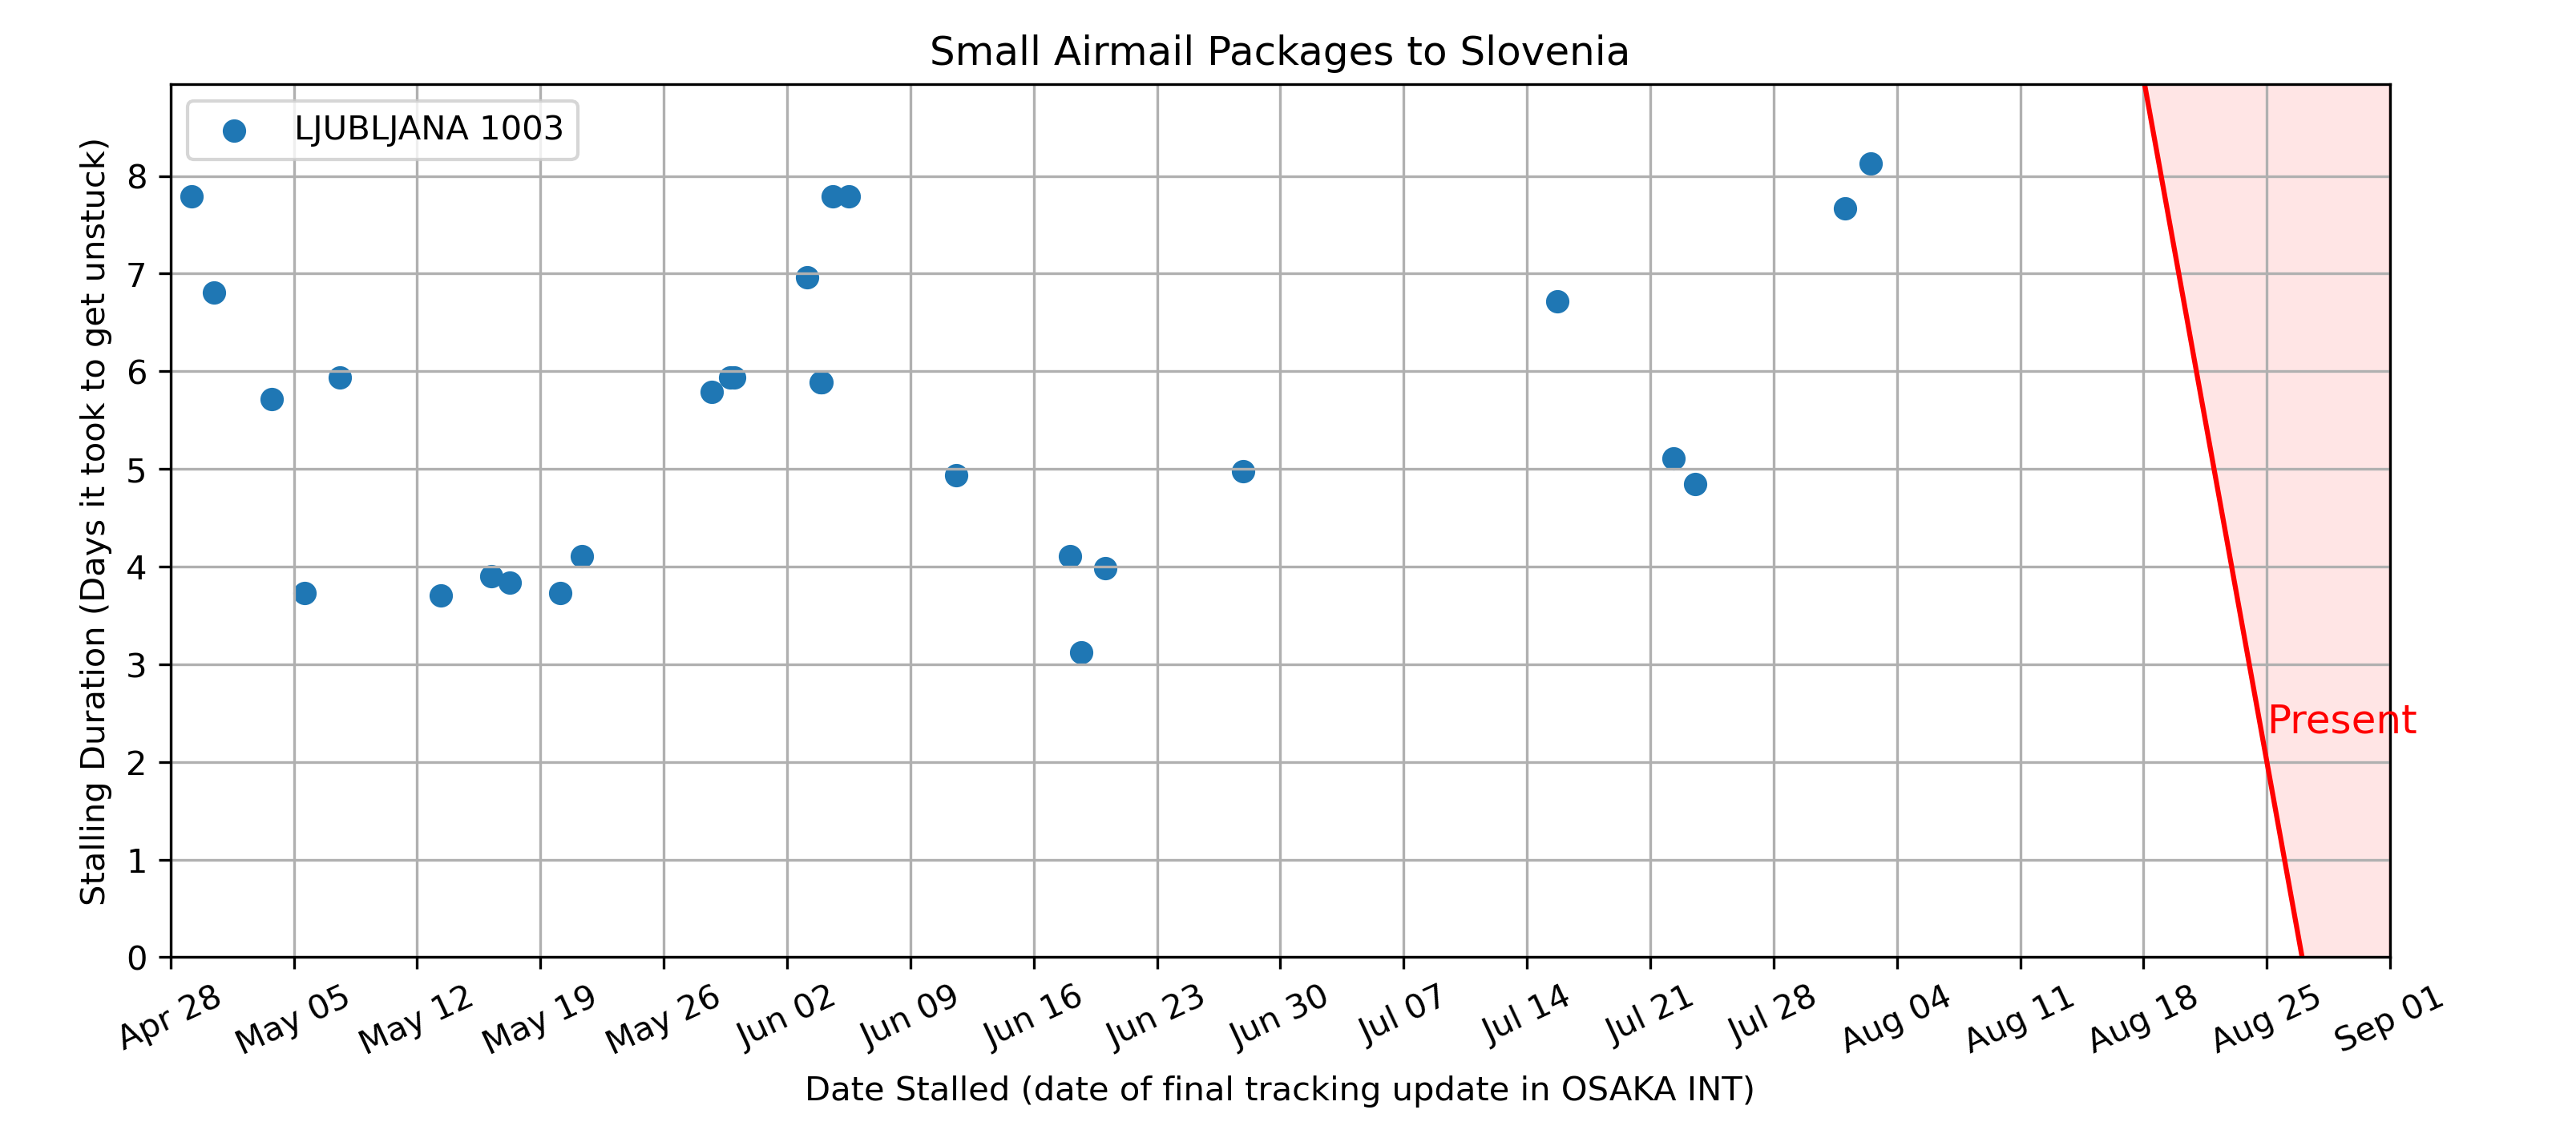 Small Airmail Packages to Slovenia
LJUBLJANA 1003
Stalling Duration (Days it took to get unstuck)
8
7
6
5
4
3
2
1
0
Present
Apr 28
May 05
May 12
May 19
May 26
Jun 02
Jun 09
Jun 16
Jun 23
Jun 30
Jul 07
Jul 14
Jul 21
Jul 28
Aug 04
Aug 11
Aug 18
Aug 25
Sep 01
Date Stalled (date of final tracking update in OSAKA INT)